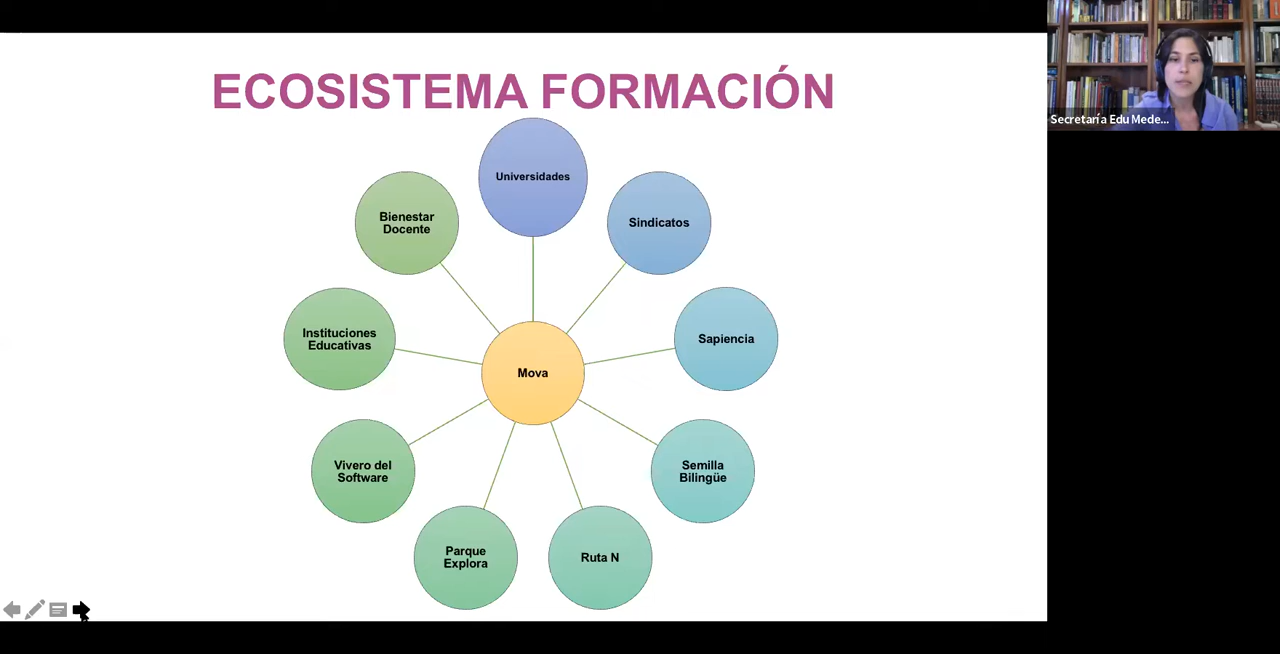 ECOSISTEMA FORMACIÓN
Universidades
Bienestar
Docente
Sindicatos
Instituciones
Educativas
Sapiencia
Mova
Vivero del
Software
Semilla
Bilingüe
Parque
Explora
Ruta N
Secretaría Edu Mede...